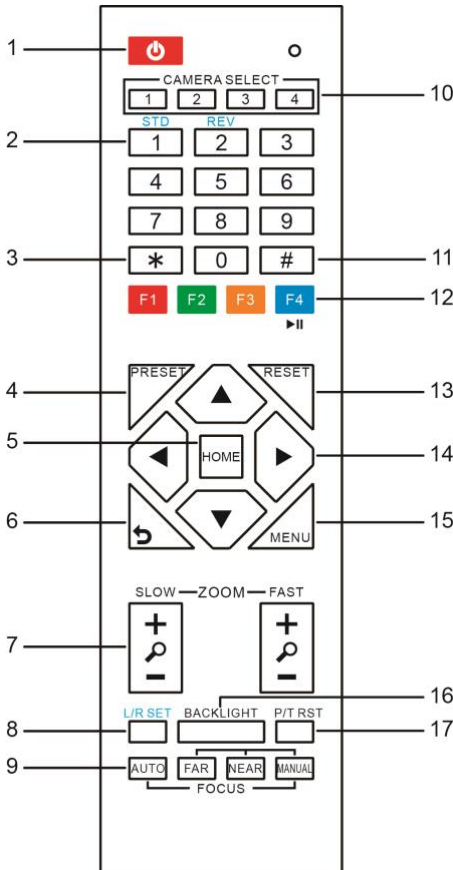 1
CAMERA SELECT
1 2 3 4
10
STD REV
2
1 2 3
4 5 6
7 8 9
3
* 0 #
11
F1 F2 F3 F4
12
PRESET RESET
4
13
5
HOME
14
6
MENU
15
SLOW ZOOM FAST
+ +
7
- -
16
L/R SET BACKLIGHT P/T RST
8
17
9
AUTO FAR NEAR MANUAL
FOCUS